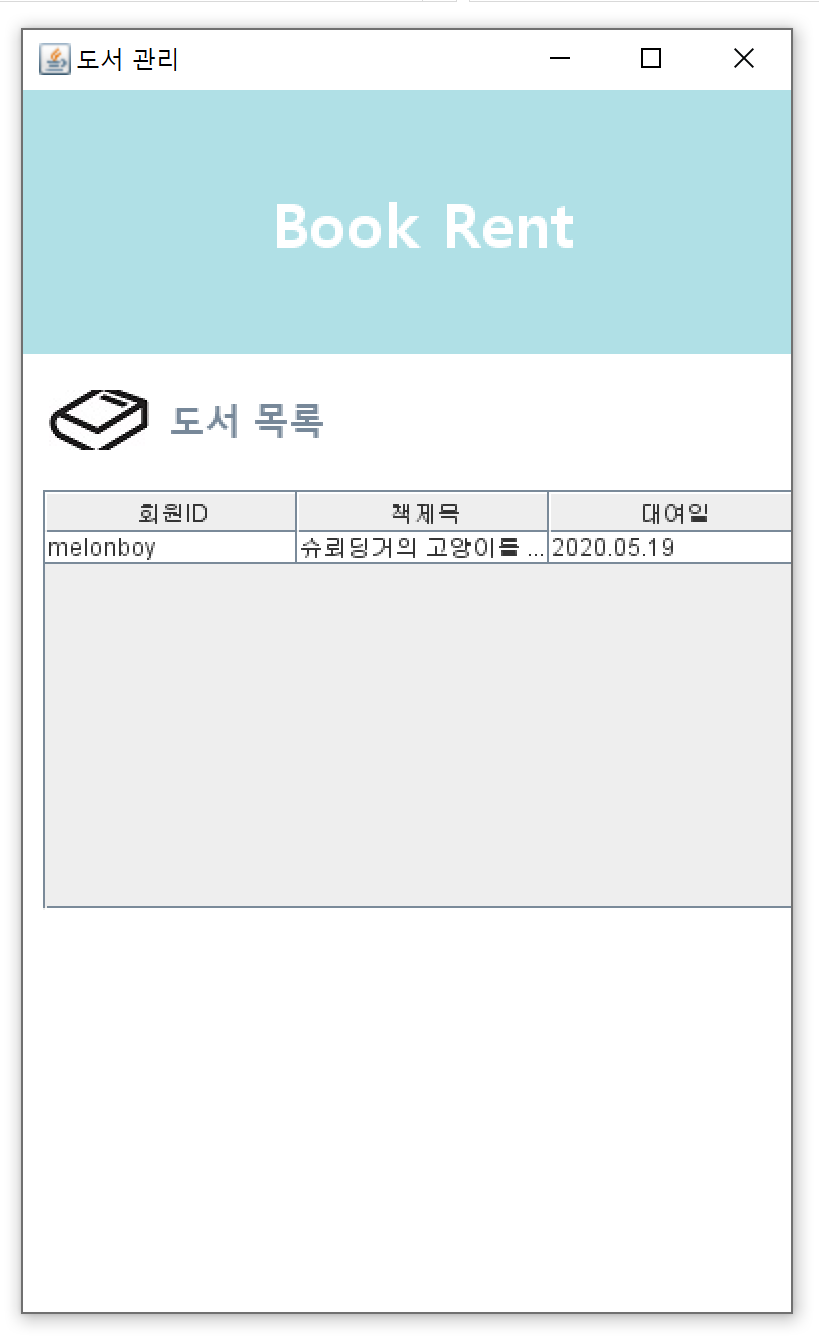 도서 관리
Book Rent
도서 목록
회원ID 책제목 대여일
melonboy 슈뢰딩거의 고양이를 ... 2020.05.19